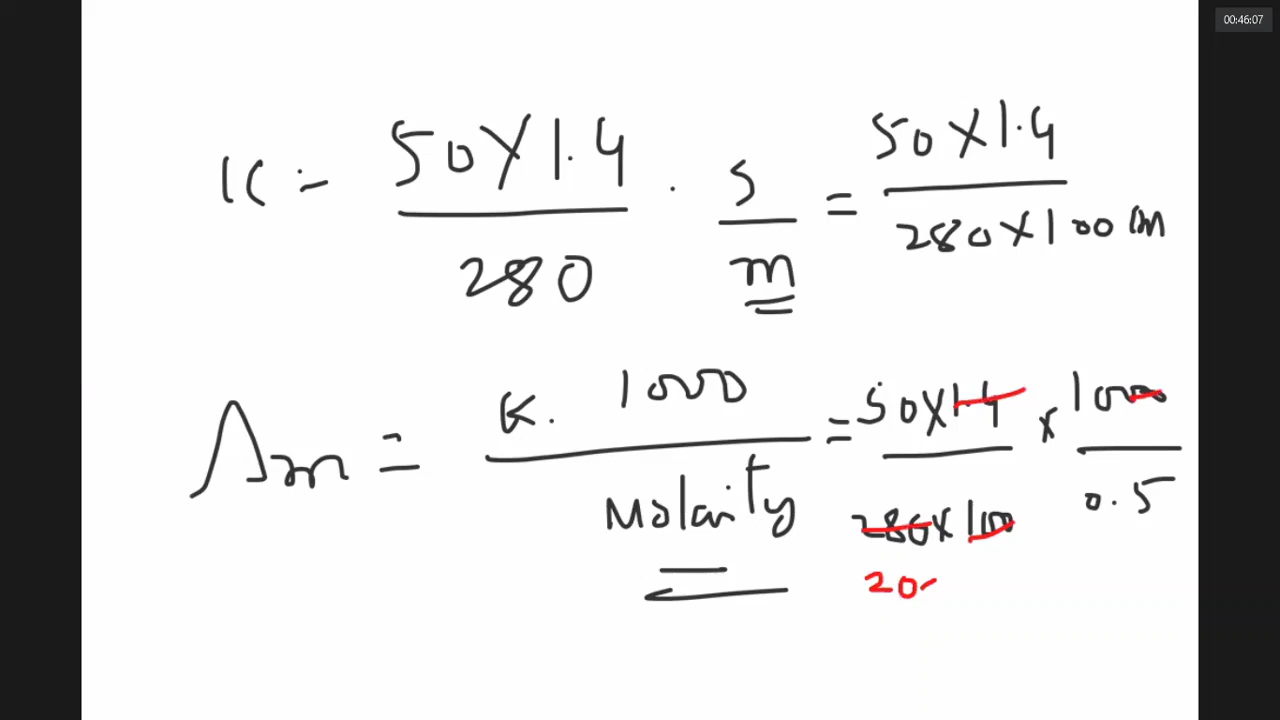 00:46:07
K = 50 X 1.4 / 280 . S / m = 50 X 1.4 / 280 X 100 cm
Λm = K. 1000 / Molarity = 50 X 1.4 / 280 X 100 x 1000 / 0.5
20